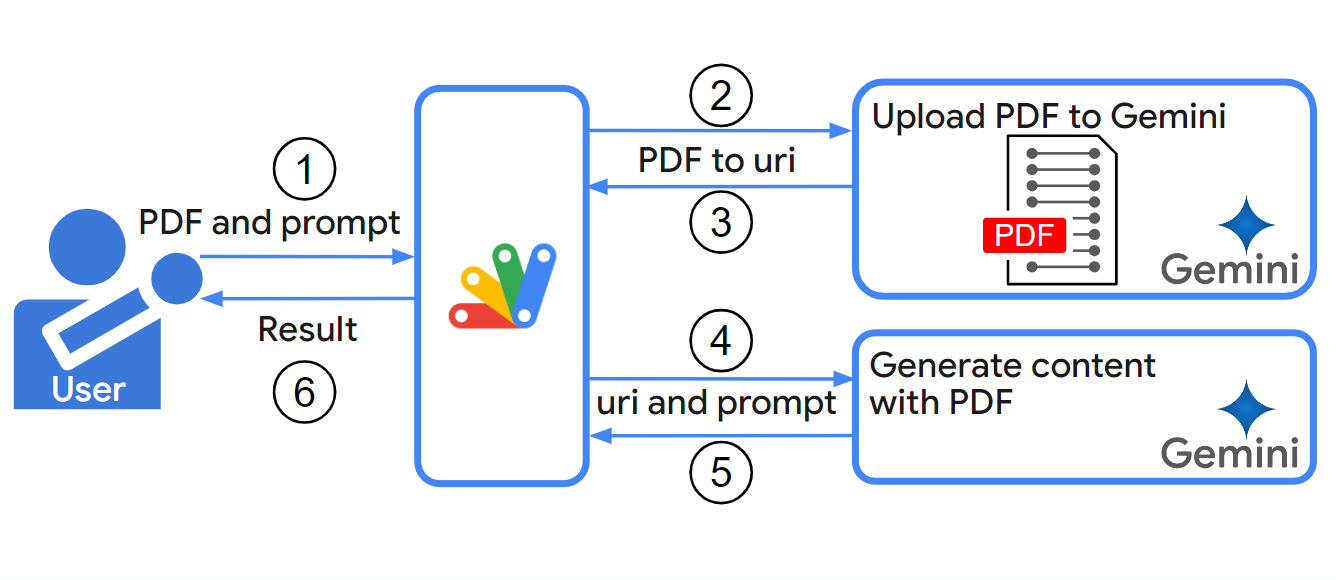 1
PDF and prompt
User
Result
6
2
PDF to uri
3
4
uri and prompt
5
Upload PDF to Gemini
PDF
Gemini
Generate content
with PDF
Gemini